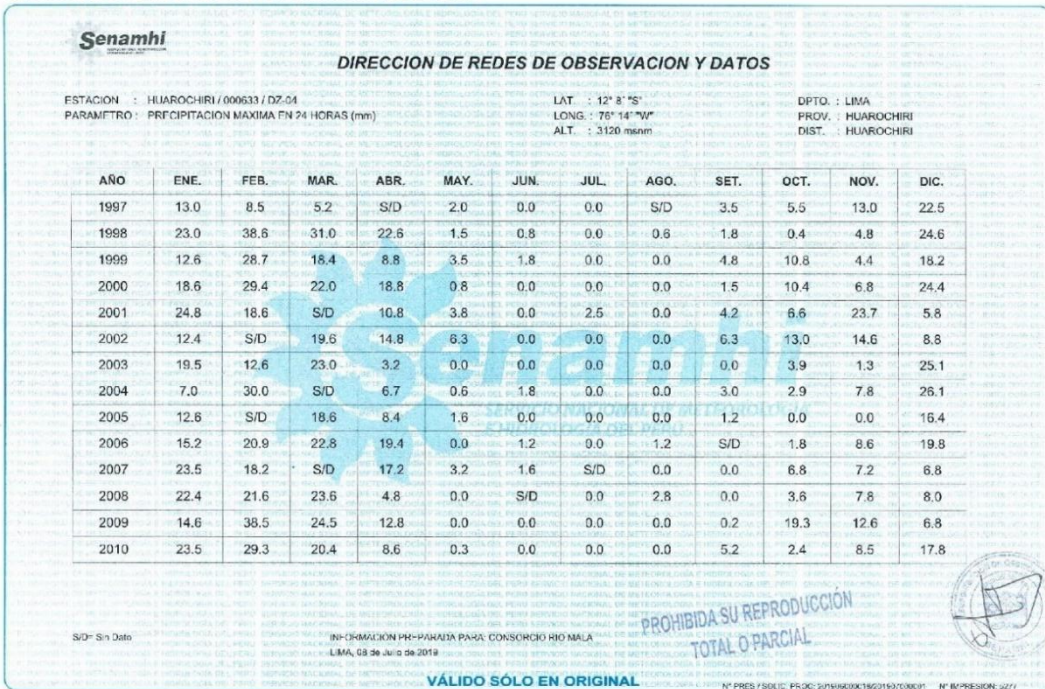 Senamhi
DIRECCION DE REDES DE OBSERVACION Y DATOS
ESTACION : HUAROCHIRI / 000633 / DZ-04 LAT. : 12° 8' "S" DPTO. : LIMA
PARAMETRO : PRECIPITACION MAXIMA EN 24 HORAS (mm) LONG. : 76° 14' "W" PROV. : HUAROCHIRI
ALT. : 3120 msnm DIST. : HUAROCHIRI
AÑO ENE. FEB. MAR. ABR. MAY. JUN. JUL. AGO. SET. OCT. NOV. DIC.
1997 13.0 8.5 5.2 S/D 2.0 0.0 0.0 S/D 3.5 5.5 13.0 22.5
1998 23.0 38.6 31.0 22.6 1.5 0.8 0.0 0.6 1.8 0.4 4.8 24.6
1999 12.6 28.7 18.4 8.8 3.5 1.8 0.0 0.0 4.8 10.8 4.4 18.2
2000 18.6 29.4 22.0 18.8 0.8 0.0 0.0 0.0 1.5 10.4 6.8 24.4
2001 24.8 18.6 S/D 10.8 3.8 0.0 2.5 0.0 4.2 6.6 23.7 5.8
2002 12.4 S/D 19.6 14.8 6.3 0.0 0.0 0.0 6.3 13.0 14.6 8.8
2003 19.5 12.6 23.0 3.2 0.0 0.0 0.0 0.0 0.0 3.9 1.3 25.1
2004 7.0 30.0 S/D 6.7 0.6 1.8 0.0 0.0 3.0 2.9 7.8 26.1
2005 12.6 S/D 18.6 8.4 1.6 0.0 0.0 0.0 1.2 0.0 0.0 16.4
2006 15.2 20.9 22.8 19.4 0.0 1.2 0.0 1.2 S/D 1.8 8.6 19.8
2007 23.5 18.2 S/D 17.2 3.2 1.6 S/D 0.0 0.0 6.8 7.2 6.8
2008 22.4 21.6 23.6 4.8 0.0 S/D 0.0 2.8 0.0 3.6 7.8 8.0
2009 14.6 38.5 24.5 12.8 0.0 0.0 0.0 0.0 0.2 19.3 12.6 6.8
2010 23.5 29.3 20.4 8.6 0.3 0.0 0.0 0.0 5.2 2.4 8.5 17.8
Senamhi
SERVICIO NACIONAL DE METEOROLOGÍA
E HIDROLOGÍA DEL PERÚ
S/D= Sin Dato INFORMACIÓN PREPARADA PARA: CONSORCIO RIO MALA
LIMA, 08 de Julio de 2019
PROHIBIDA SU REPRODUCCIÓN
TOTAL O PARCIAL
VÁLIDO SÓLO EN ORIGINAL